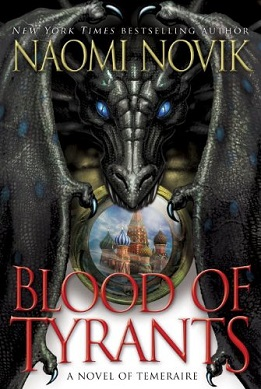 NEW YORK TIMES BESTSELLING AUTHOR
NAOMI NOVIK
BLOOD OF
TYRANTS
A NOVEL OF TEMERAIRE